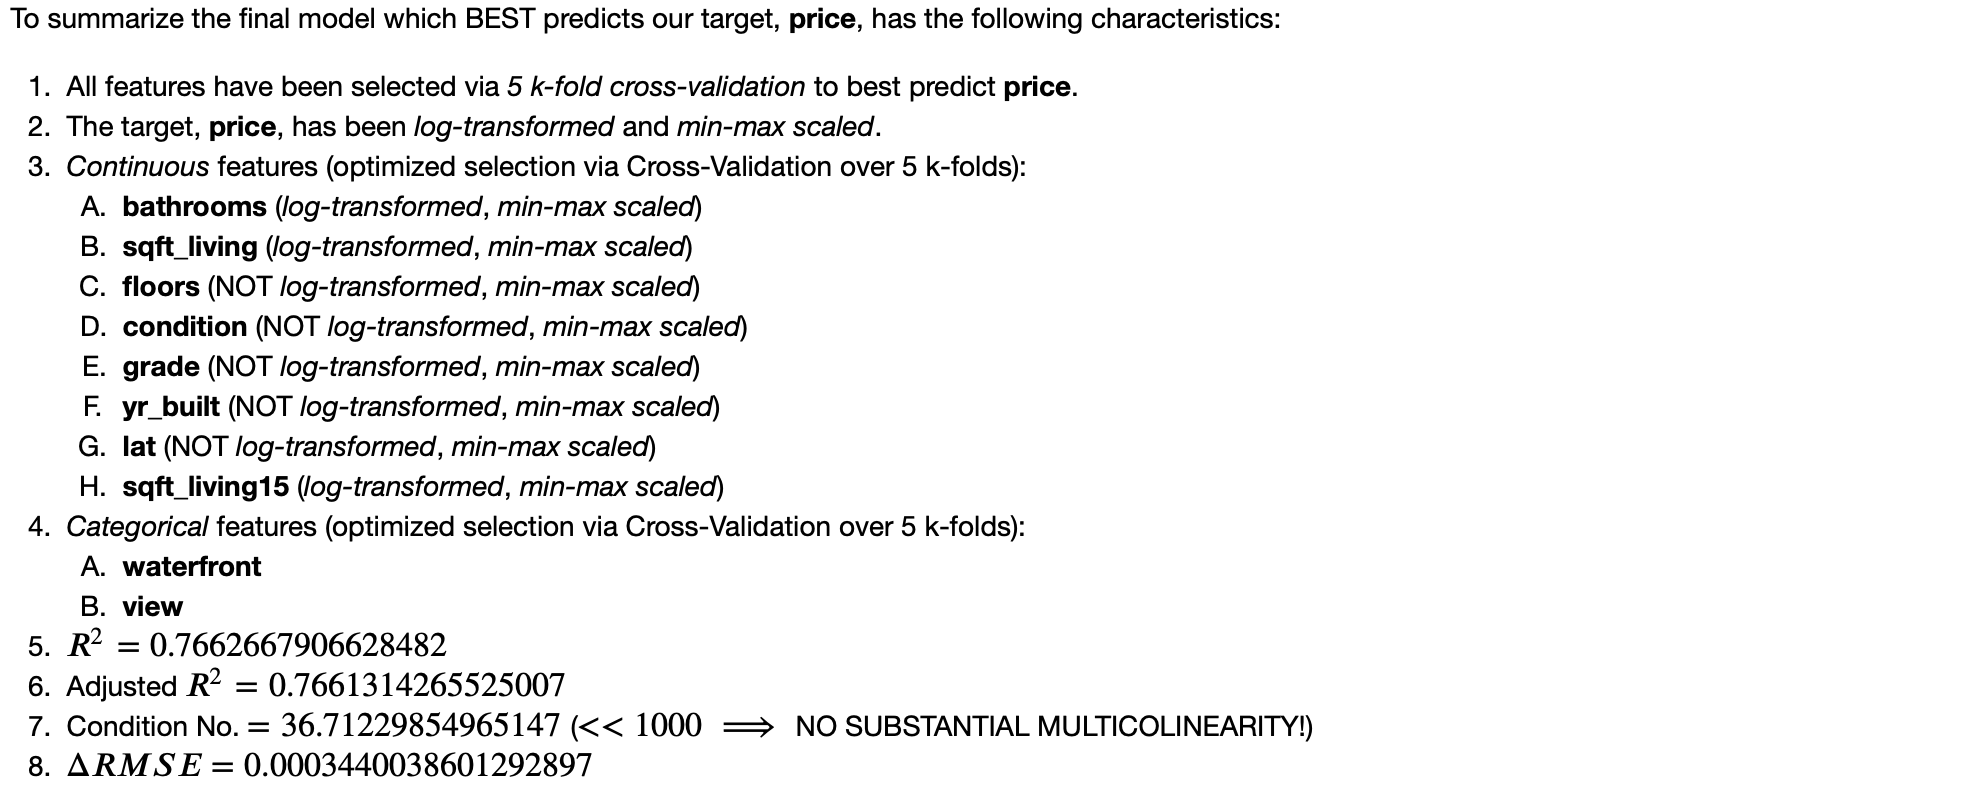 To summarize the final model which BEST predicts our target, price, has the following characteristics:
1. All features have been selected via 5 k-fold cross-validation to best predict price.
2. The target, price, has been log-transformed and min-max scaled.
3. Continuous features (optimized selection via Cross-Validation over 5 k-folds):
A. bathrooms (log-transformed, min-max scaled)
B. sqft_living (log-transformed, min-max scaled)
C. floors (NOT log-transformed, min-max scaled)
D. condition (NOT log-transformed, min-max scaled)
E. grade (NOT log-transformed, min-max scaled)
F. yr_built (NOT log-transformed, min-max scaled)
G. lat (NOT log-transformed, min-max scaled)
H. sqft_living15 (log-transformed, min-max scaled)
4. Categorical features (optimized selection via Cross-Validation over 5 k-folds):
A. waterfront
B. view
5. R² = 0.7662667906628482
6. Adjusted R² = 0.7661314265525007
7. Condition No. = 36.71229854965147 (<< 1000 ⟹ NO SUBSTANTIAL MULTICOLINEARITY!)
8. ΔRMSE = 0.0003440038601292897